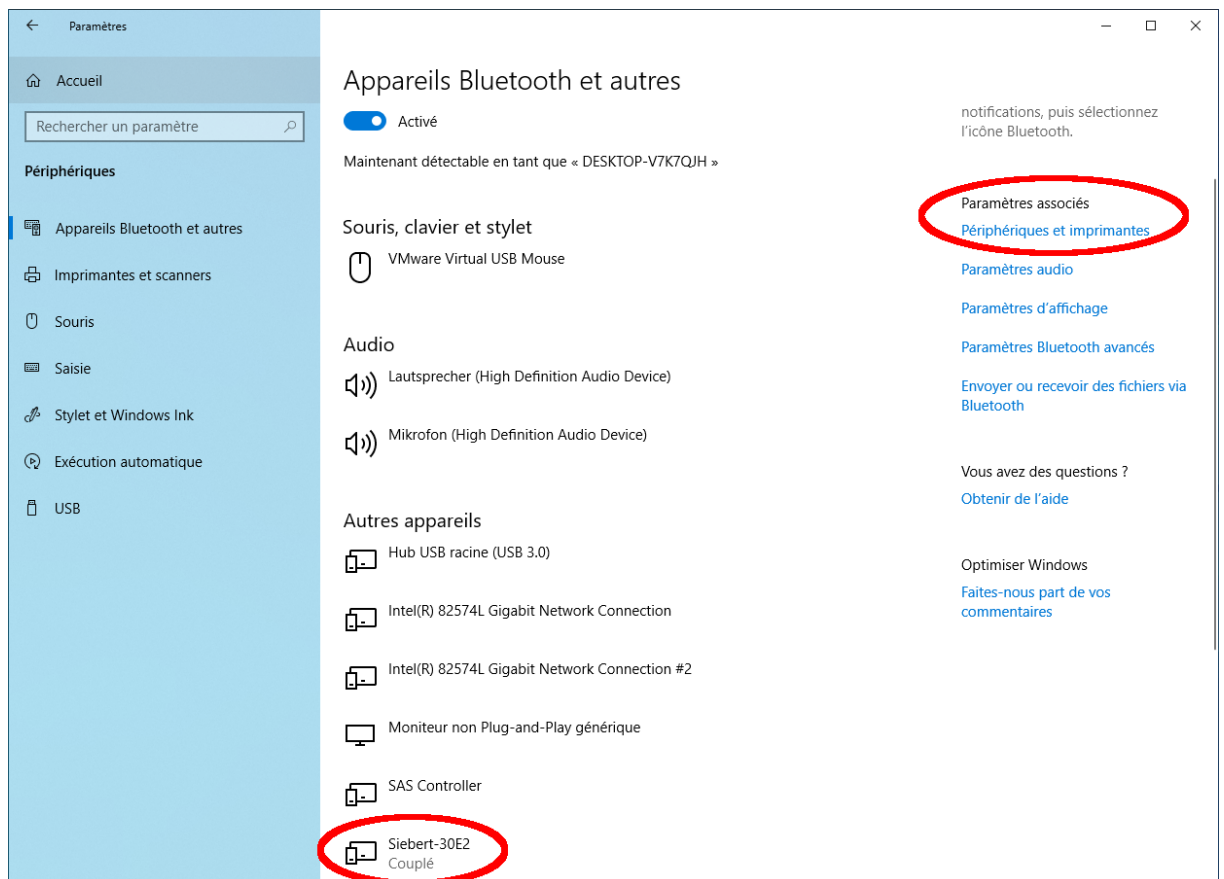 Paramètres
Accueil
Rechercher un paramètre
Périphériques
Appareils Bluetooth et autres
Imprimantes et scanners
Souris
Saisie
Stylet et Windows Ink
Exécution automatique
USB
Appareils Bluetooth et autres
Activé
Maintenant détectable en tant que « DESKTOP-V7K7QJH »
Souris, clavier et stylet
VMware Virtual USB Mouse
Audio
Lautsprecher (High Definition Audio Device)
Mikrofon (High Definition Audio Device)
Autres appareils
Hub USB racine (USB 3.0)
Intel(R) 82574L Gigabit Network Connection
Intel(R) 82574L Gigabit Network Connection #2
Moniteur non Plug-and-Play générique
SAS Controller
Siebert-30E2
Couplé
notifications, puis sélectionnez
l'icône Bluetooth.
Paramètres associés
Périphériques et imprimantes
Paramètres audio
Paramètres d'affichage
Paramètres Bluetooth avancés
Envoyer ou recevoir des fichiers via
Bluetooth
Vous avez des questions ?
Obtenir de l'aide
Optimiser Windows
Faites-nous part de vos
commentaires